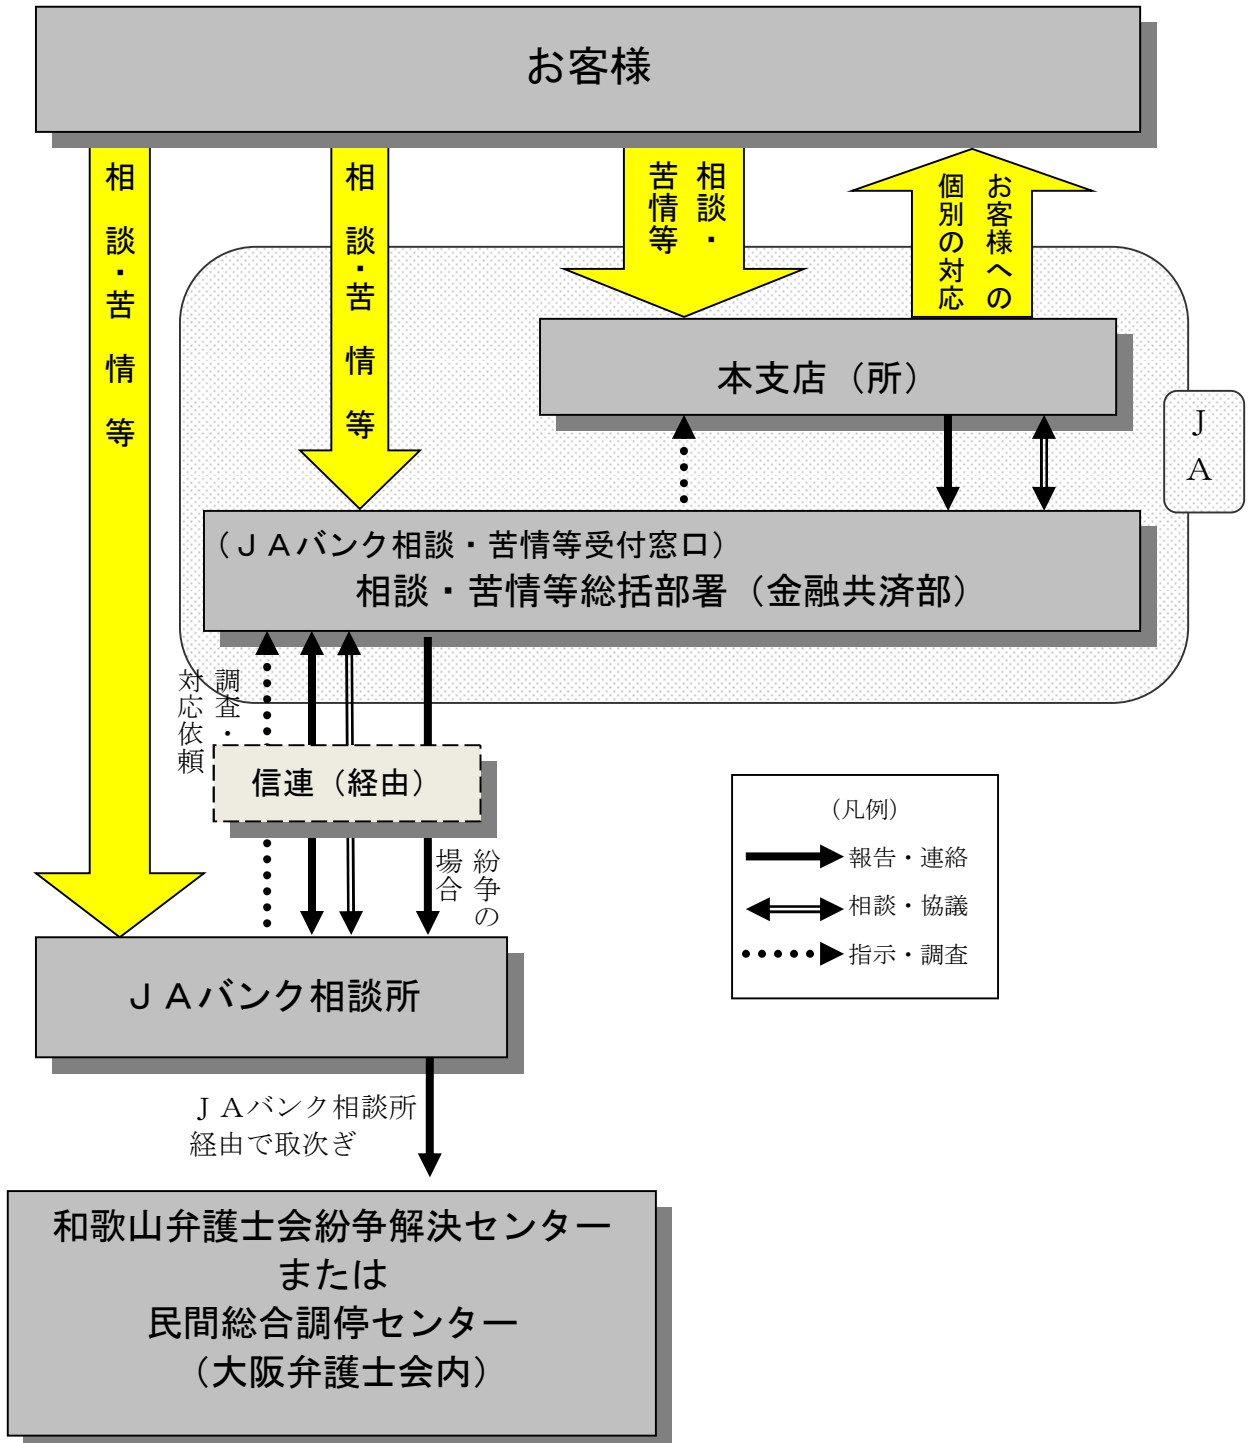 お客様
相談・苦情等
相談・苦情等
相談・
苦情等
お客様への
個別の対応
本支店（所）
ＪＡ
（ＪＡバンク相談・苦情等受付窓口）
相談・苦情等総括部署（金融共済部）
調査・
対応依頼
信連（経由）
紛争の
場合
（凡例）
報告・連絡
相談・協議
指示・調査
ＪＡバンク相談所
ＪＡバンク相談所
経由で取次ぎ
和歌山弁護士会紛争解決センター
または
民間総合調停センター
（大阪弁護士会内）